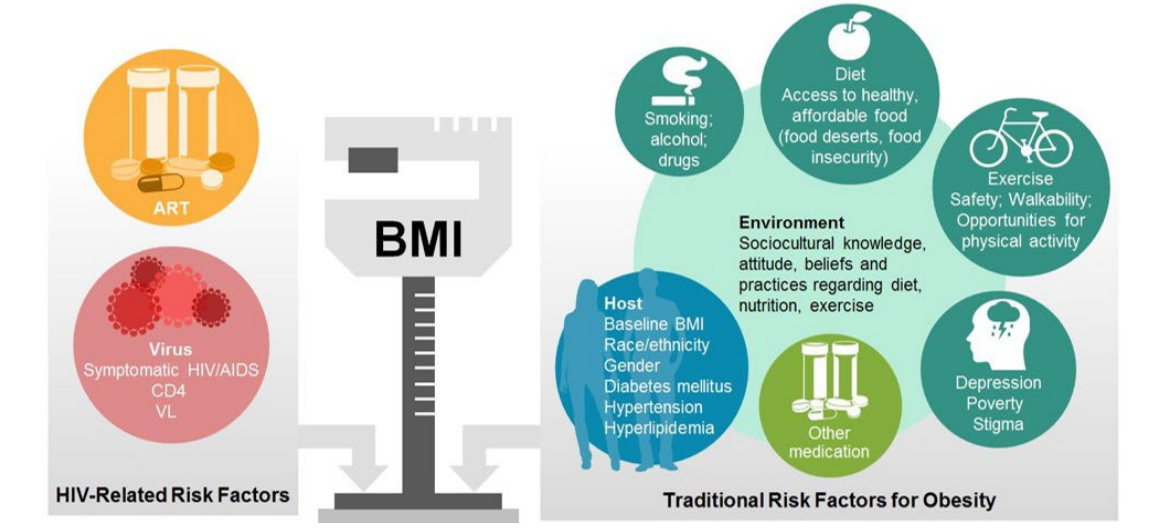 ART
Virus
Symptomatic HIV/AIDS
CD4
VL
HIV-Related Risk Factors
BMI
Smoking;
alcohol;
drugs
Diet
Access to healthy,
affordable food
(food deserts, food
insecurity)
Exercise
Safety; Walkability;
Opportunities for
physical activity
Environment
Sociocultural knowledge,
attitude, beliefs and
practices regarding diet,
nutrition, exercise
Host
Baseline BMI
Race/ethnicity
Gender
Diabetes mellitus
Hypertension
Hyperlipidemia
Other
medication
Depression
Poverty
Stigma
Traditional Risk Factors for Obesity